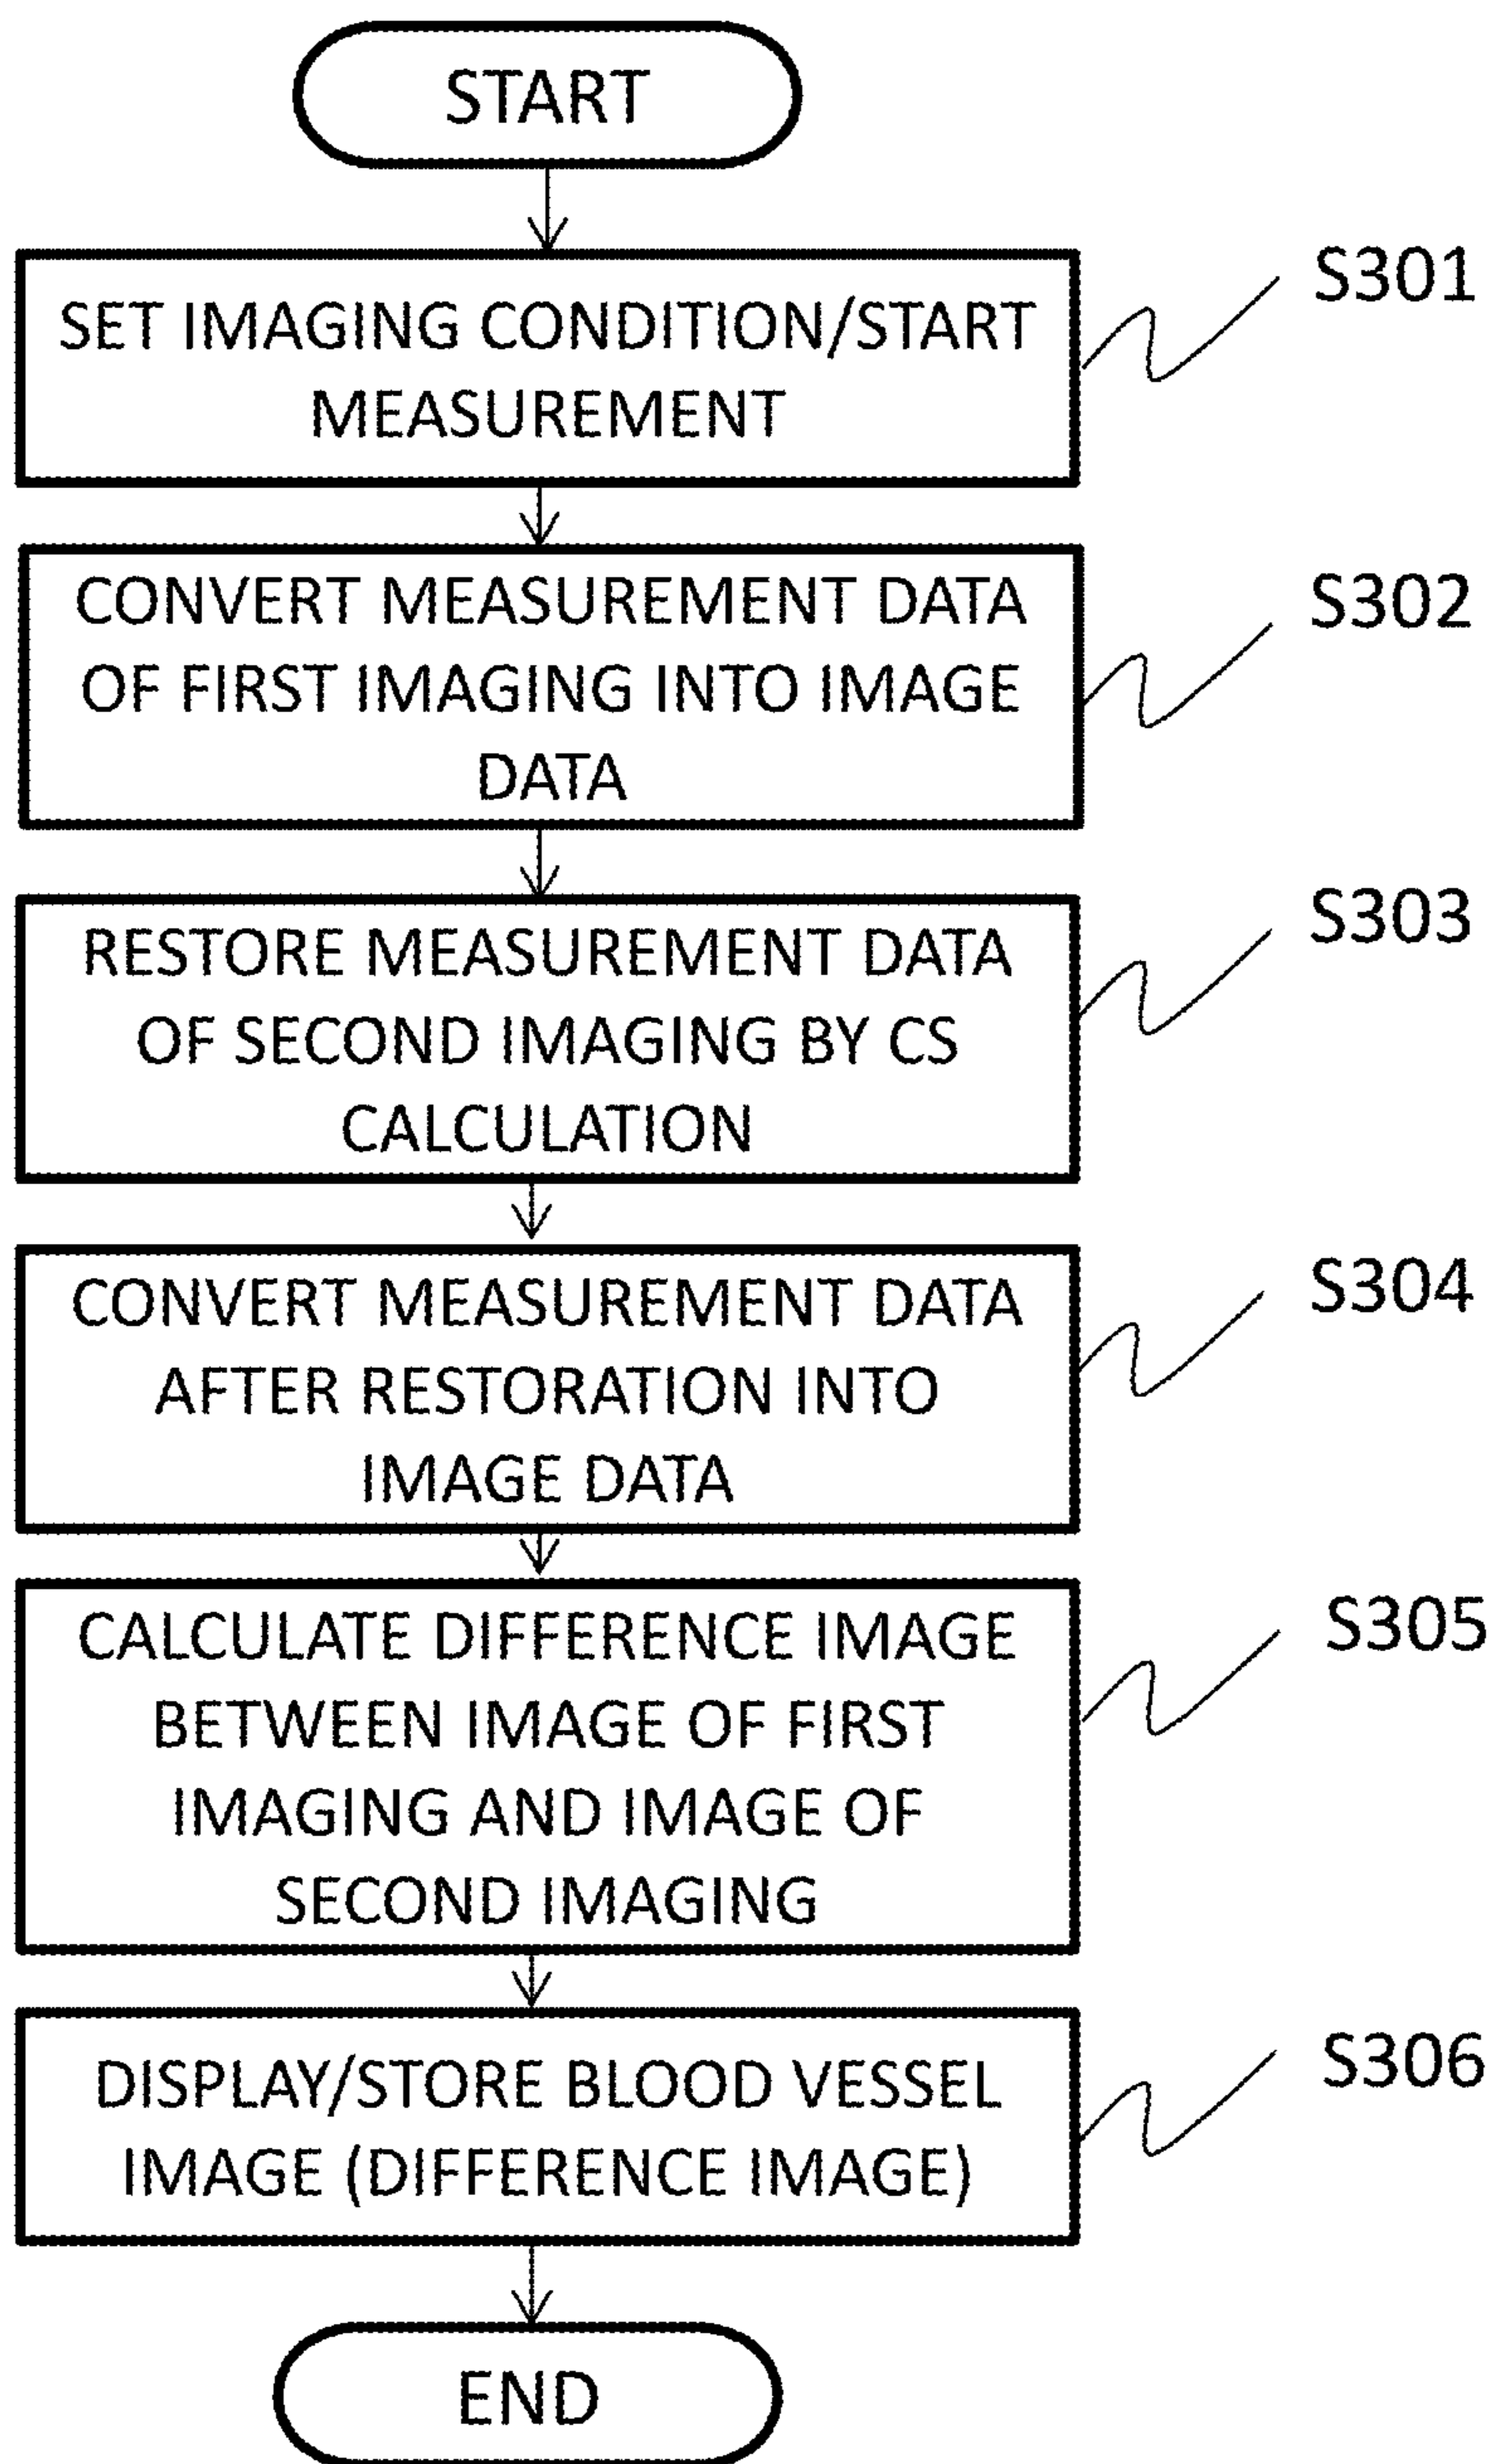 START
SET IMAGING CONDITION/START
MEASUREMENT
S301
CONVERT MEASUREMENT DATA
OF FIRST IMAGING INTO IMAGE
DATA
S302
RESTORE MEASUREMENT DATA
OF SECOND IMAGING BY CS
CALCULATION
S303
CONVERT MEASUREMENT DATA
AFTER RESTORATION INTO
IMAGE DATA
S304
CALCULATE DIFFERENCE IMAGE
BETWEEN IMAGE OF FIRST
IMAGING AND IMAGE OF
SECOND IMAGING
S305
DISPLAY/STORE BLOOD VESSEL
IMAGE (DIFFERENCE IMAGE)
S306
END